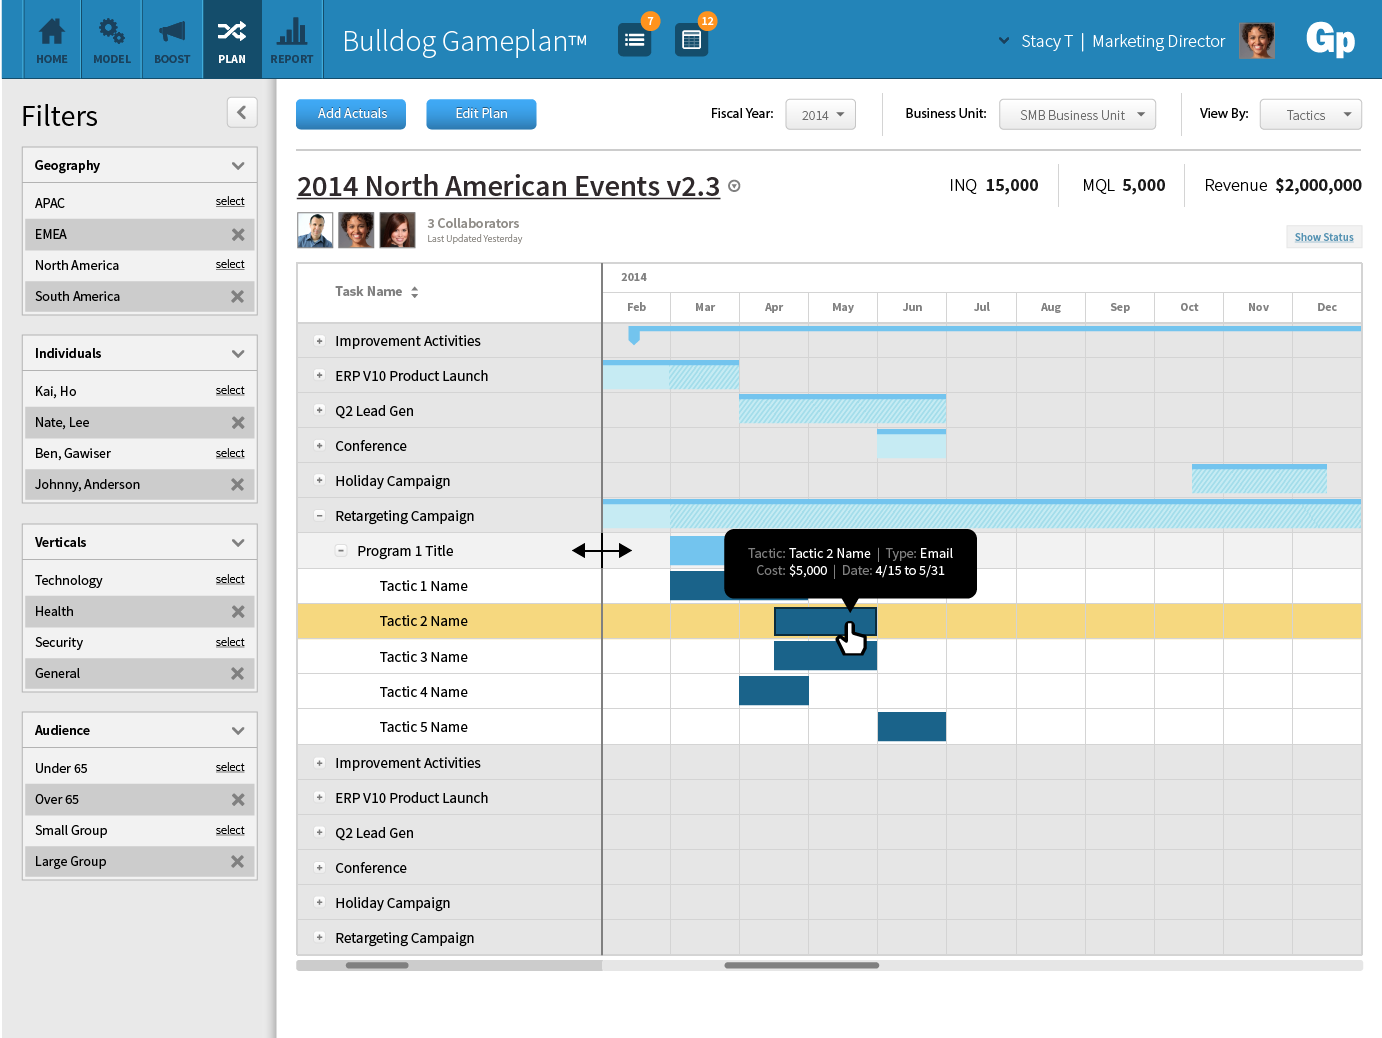 HOME
MODEL
BOOST
PLAN
REPORT
Bulldog Gameplan™
7
12
Stacy T | Marketing Director
Gp
Filters
Geography
APAC select
EMEA
North America select
South America
Individuals
Kai, Ho select
Nate, Lee
Ben, Gawiser select
Johnny, Anderson
Verticals
Technology select
Health
Security select
General
Audience
Under 65 select
Over 65
Small Group select
Large Group
Add Actuals
Edit Plan
Fiscal Year: 2014
Business Unit: SMB Business Unit
View By: Tactics
2014 North American Events v2.3
INQ 15,000
MQL 5,000
Revenue $2,000,000
3 Collaborators
Last Updated Yesterday
Show Status
Task Name
2014
Feb Mar Apr May Jun Jul Aug Sep Oct Nov Dec
Improvement Activities
ERP V10 Product Launch
Q2 Lead Gen
Conference
Holiday Campaign
Retargeting Campaign
Program 1 Title
Tactic: Tactic 2 Name | Type: Email
Cost: $5,000 | Date: 4/15 to 5/31
Tactic 1 Name
Tactic 2 Name
Tactic 3 Name
Tactic 4 Name
Tactic 5 Name
Improvement Activities
ERP V10 Product Launch
Q2 Lead Gen
Conference
Holiday Campaign
Retargeting Campaign